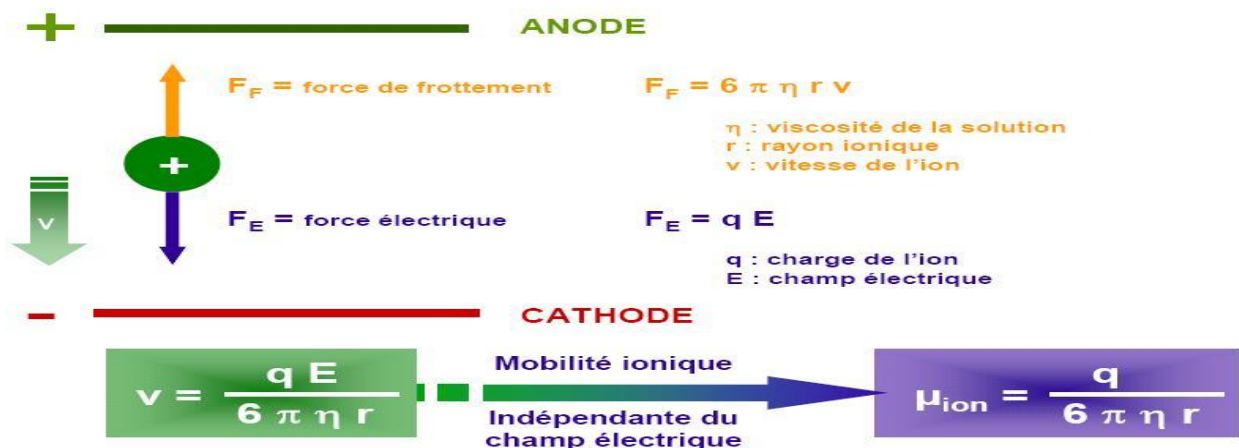 + ANODE
F_F = force de frottement F_F = 6 π η r v
η : viscosité de la solution
r : rayon ionique
v : vitesse de l'ion
+
v
F_E = force électrique F_E = q E
q : charge de l'ion
E : champ électrique
- CATHODE
v = q E / 6 π η r
Mobilité ionique
Indépendante du
champ électrique
μ_ion = q / 6 π η r